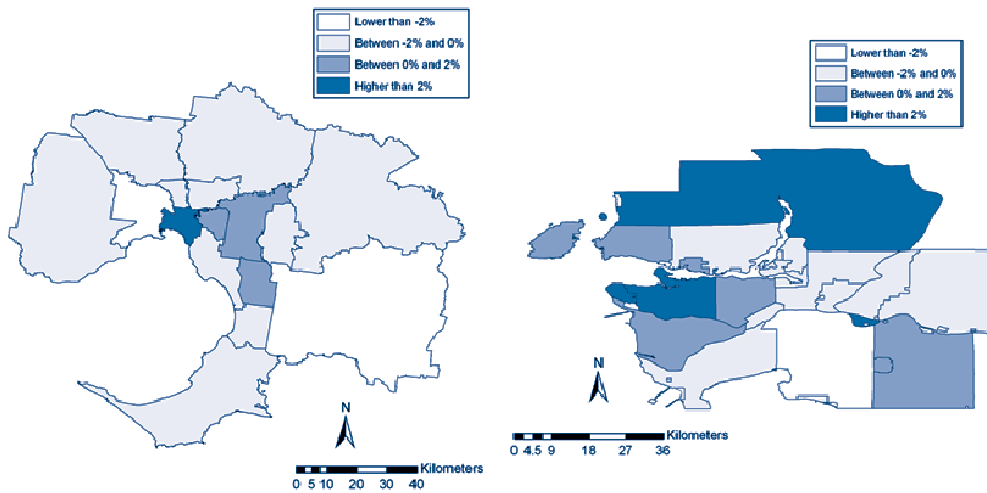 Lower than -2%
Between -2% and 0%
Between 0% and 2%
Higher than 2%
N
Kilometers
0 5 10 20 30 40
Lower than -2%
Between -2% and 0%
Between 0% and 2%
Higher than 2%
N
Kilometers
0 4.5 9 18 27 36